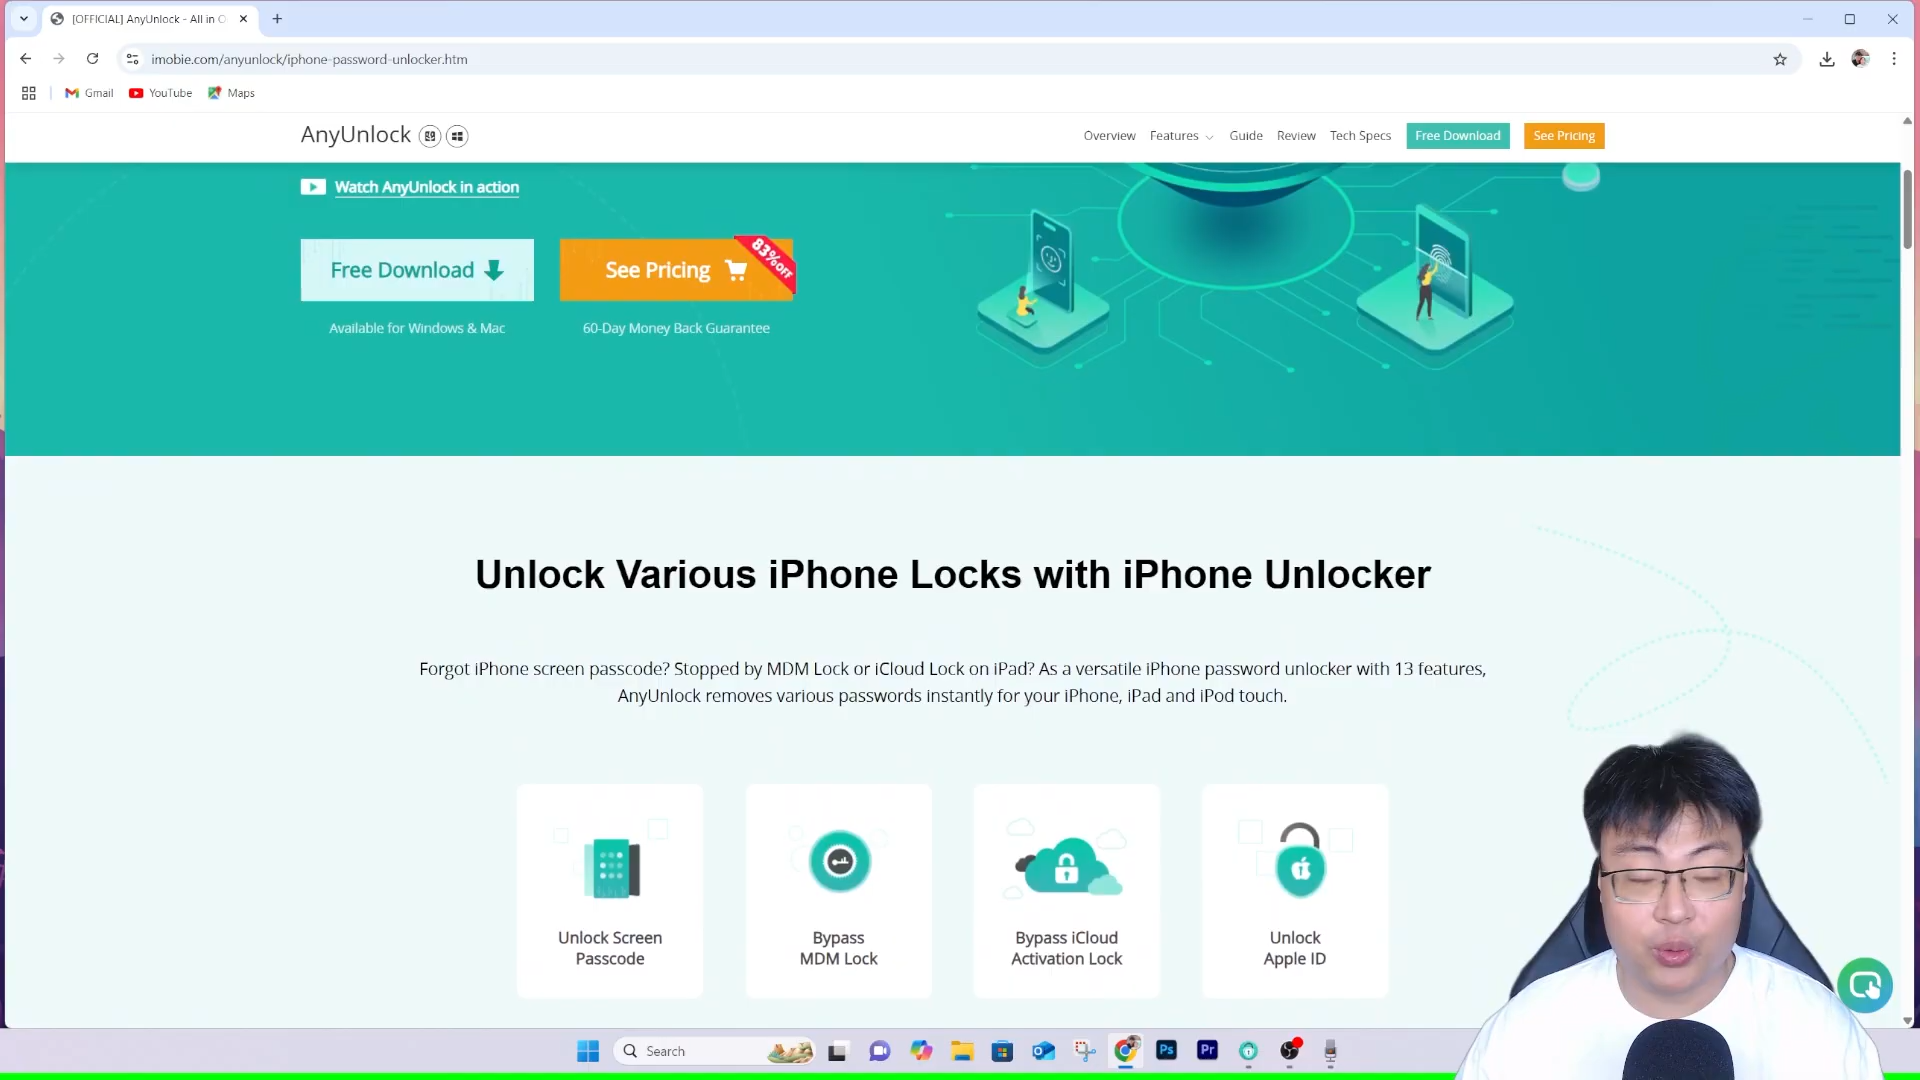 [OFFICIAL] AnyUnlock - All in O
imobie.com/anyunlock/iphone-password-unlocker.htm
Gmail YouTube Maps
AnyUnlock
Overview Features Guide Review Tech Specs Free Download See Pricing
Watch AnyUnlock in action
Free Download
See Pricing
83%OFF
Available for Windows & Mac
60-Day Money Back Guarantee
Unlock Various iPhone Locks with iPhone Unlocker
Forgot iPhone screen passcode? Stopped by MDM Lock or iCloud Lock on iPad? As a versatile iPhone password unlocker with 13 features,
AnyUnlock removes various passwords instantly for your iPhone, iPad and iPod touch.
Unlock Screen
Passcode
Bypass
MDM Lock
Bypass iCloud
Activation Lock
Unlock
Apple ID
Search
Ps
Pr